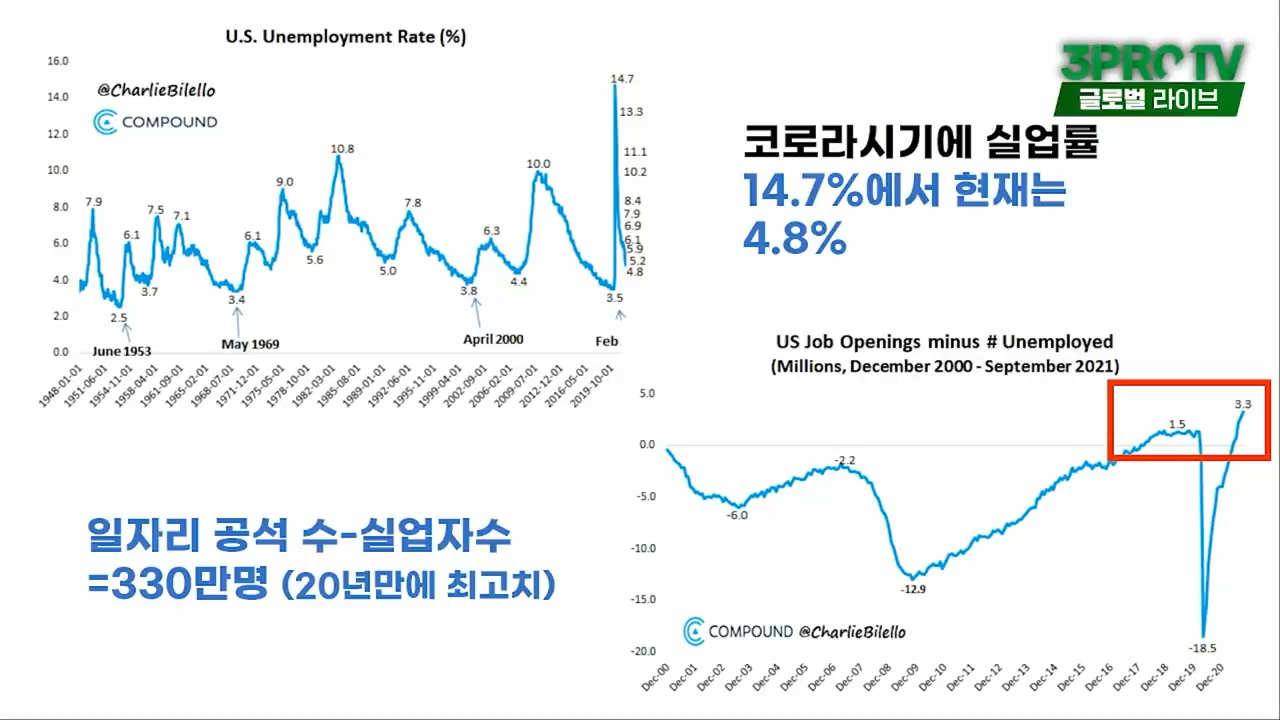 U.S. Unemployment Rate (%)
16.0
14.0
12.0
10.0
8.0
6.0
4.0
2.0
0.0
@CharlieBilello
COMPOUND
7.9
2.5
6.1
3.7
7.5
7.1
3.4
6.1
9.0
5.6
10.8
5.0
7.8
3.8
6.3
4.4
10.0
3.5
14.7
13.3
11.1
10.2
8.4
7.9
6.9
6.1
5.9
5.2
4.8
June 1953
May 1969
April 2000
Feb
1948-01-01
1951-06-01
1954-11-01
1958-04-01
1961-09-01
1965-02-01
1968-07-01
1971-12-01
1975-05-01
1978-10-01
1982-03-01
1985-08-01
1989-01-01
1992-06-01
1995-11-01
1999-04-01
2002-09-01
2006-02-01
2009-07-01
2012-12-01
2016-05-01
2019-10-01
3PROTV
글로벌 라이브
코로라시기에 실업률
14.7%에서 현재는
4.8%
US Job Openings minus # Unemployed
(Millions, December 2000 - September 2021)
5.0
0.0
-5.0
-10.0
-15.0
-20.0
-6.0
-2.2
-12.9
1.5
-18.5
3.3
COMPOUND @CharlieBilello
Dec-00
Dec-01
Dec-02
Dec-03
Dec-04
Dec-05
Dec-06
Dec-07
Dec-08
Dec-09
Dec-10
Dec-11
Dec-12
Dec-13
Dec-14
Dec-15
Dec-16
Dec-17
Dec-18
Dec-19
Dec-20
일자리 공석 수-실업자수
=330만명 (20년만에 최고치)